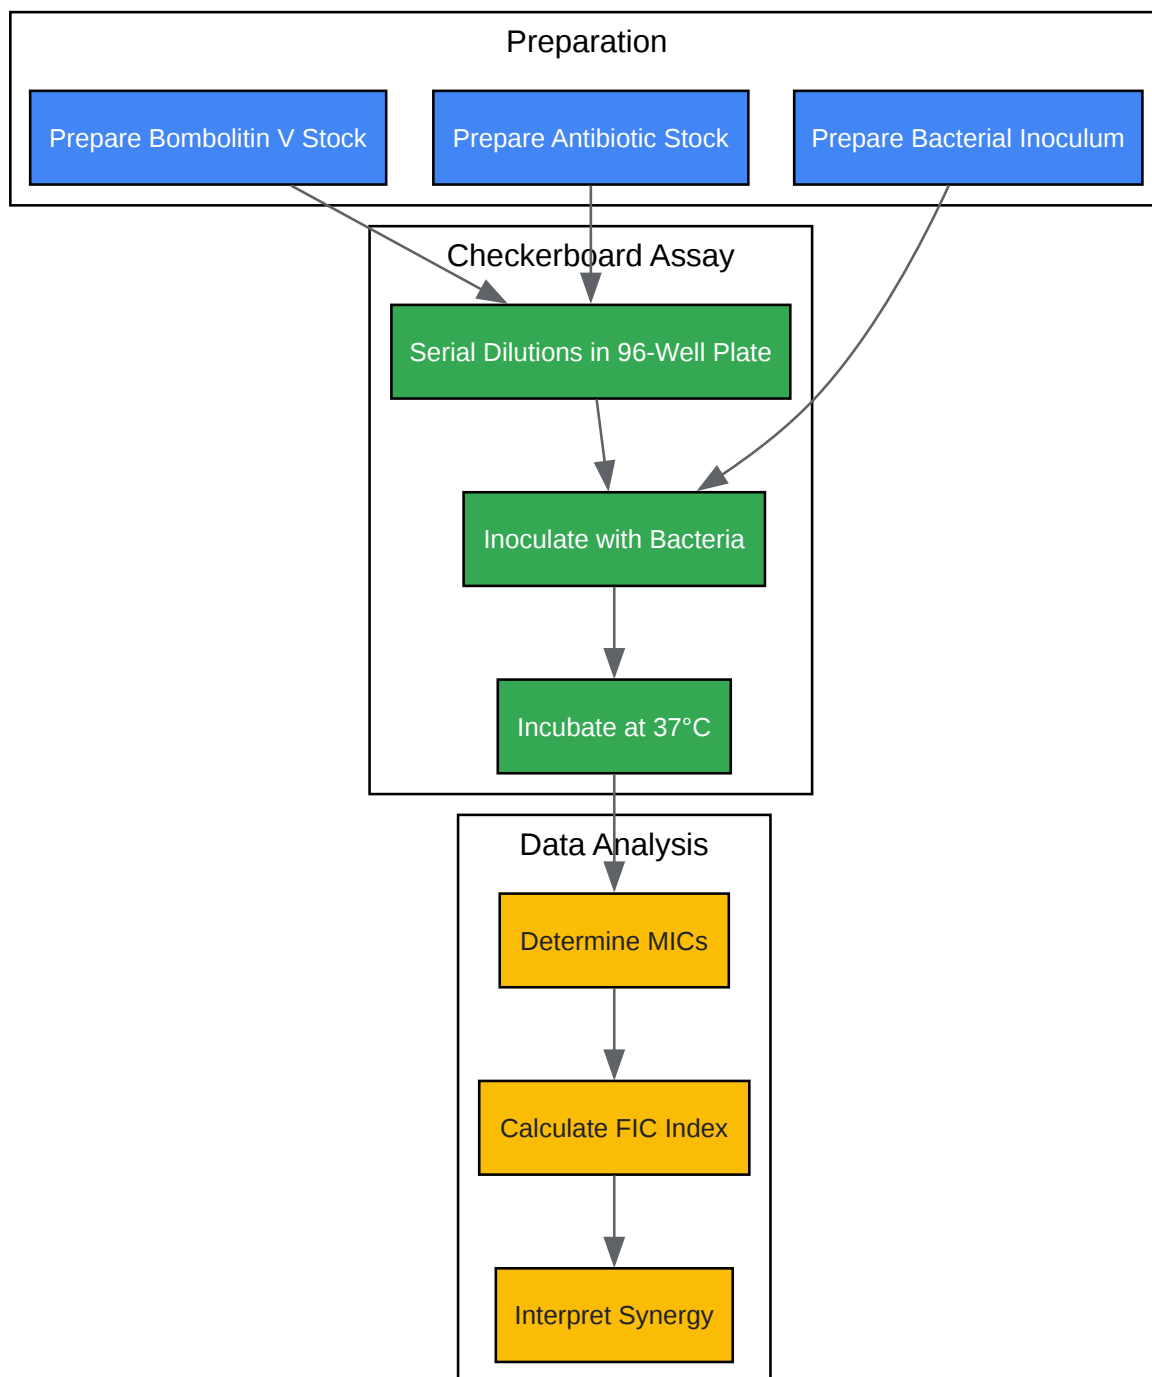 Preparation
Prepare Bombolitin V Stock
Prepare Antibiotic Stock
Prepare Bacterial Inoculum
Checkerboard Assay
Serial Dilutions in 96-Well Plate
Inoculate with Bacteria
Incubate at 37°C
Data Analysis
Determine MICs
Calculate FIC Index
Interpret Synergy